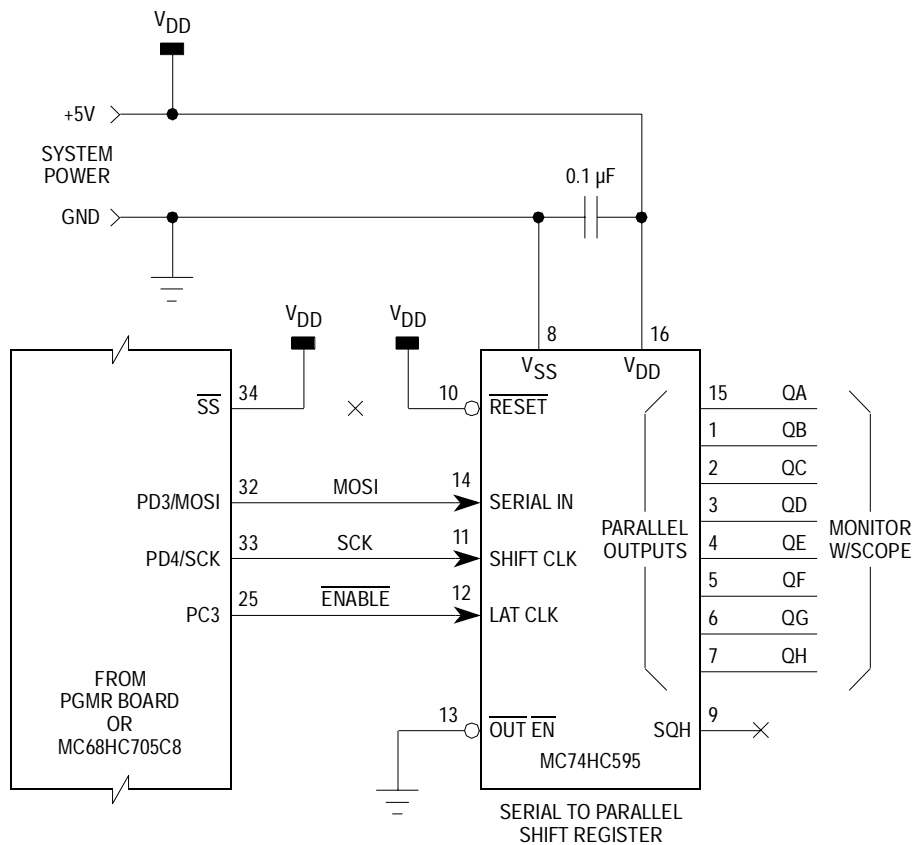 VDD
+5V
SYSTEM
POWER
0.1 µF
GND
VDD
VDD
8
16
VSS
VDD
SS
34
10
RESET
15
QA
1
QB
2
QC
3
QD
4
QE
5
QF
6
QG
7
QH
PD3/MOSI
32
MOSI
14
SERIAL IN
PD4/SCK
33
SCK
11
SHIFT CLK
PC3
25
ENABLE
12
LAT CLK
PARALLEL
OUTPUTS
MONITOR
W/SCOPE
FROM
PGMR BOARD
OR
MC68HC705C8
13
OUT EN
SQH
9
MC74HC595
SERIAL TO PARALLEL
SHIFT REGISTER